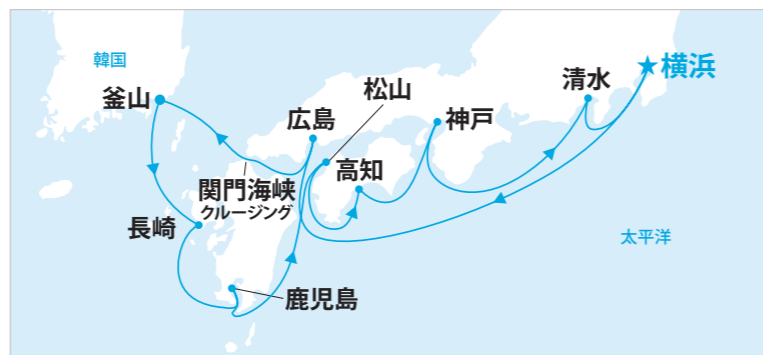 韓国
釜山
松山
広島
神戸
清水
★横浜
高知
関門海峡
クルージング
長崎
鹿児島
太平洋